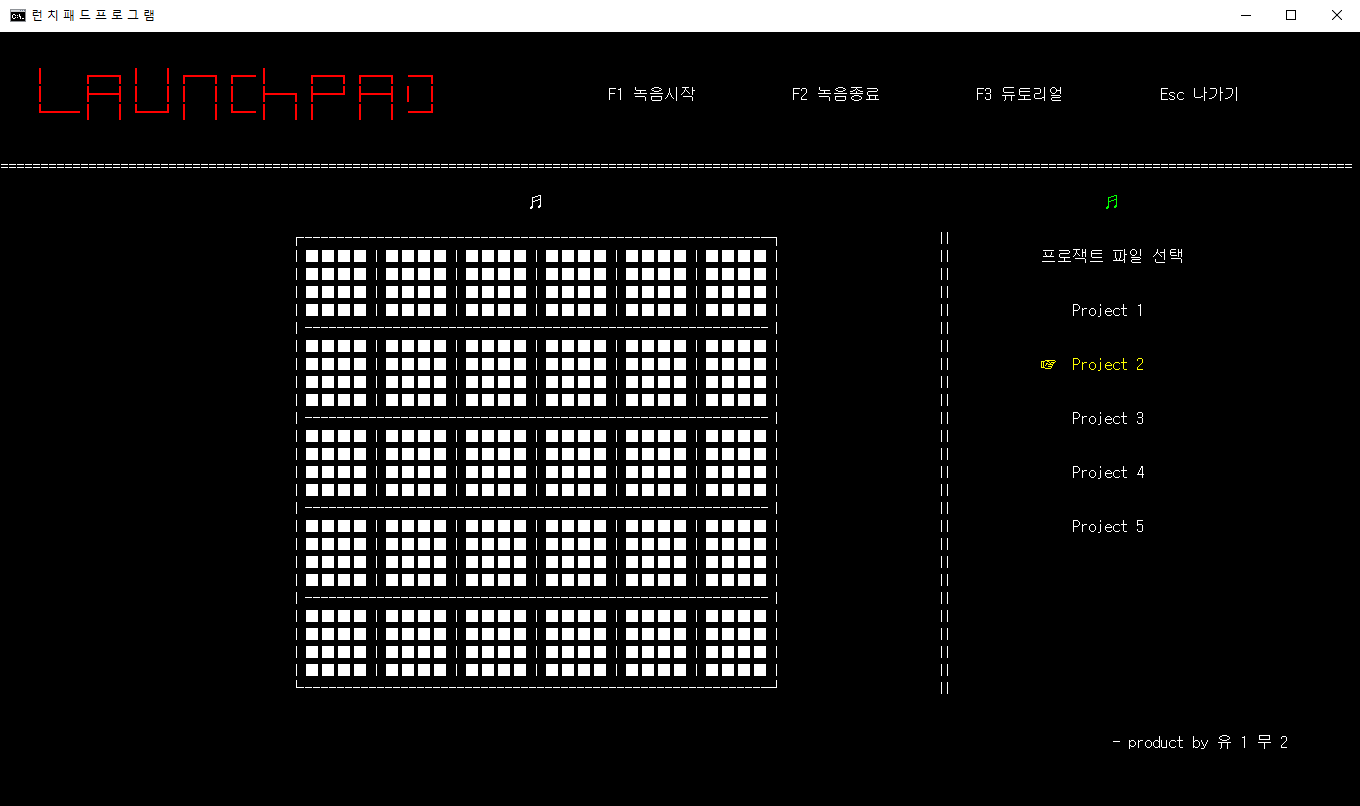 런 치 패 드 프 로 그 램
LAUNChPAD
F1 녹음시작 F2 녹음종료 F3 듀토리얼 Esc 나가기
프로잭트 파일 선택
Project 1
☞ Project 2
Project 3
Project 4
Project 5
- product by 유 1 무 2